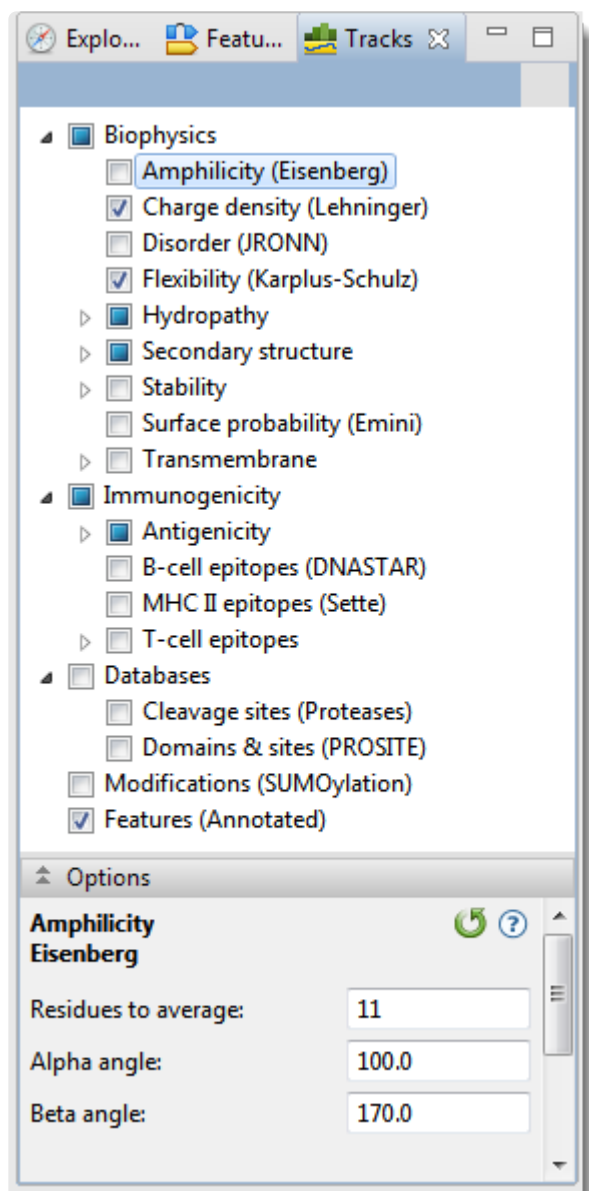 Explo... Featu... Tracks
Biophysics
Amphilicity (Eisenberg)
Charge density (Lehninger)
Disorder (JRONN)
Flexibility (Karplus-Schulz)
Hydropathy
Secondary structure
Stability
Surface probability (Emini)
Transmembrane
Immunogenicity
Antigenicity
B-cell epitopes (DNASTAR)
MHC II epitopes (Sette)
T-cell epitopes
Databases
Cleavage sites (Proteases)
Domains & sites (PROSITE)
Modifications (SUMOylation)
Features (Annotated)
Options
Amphilicity
Eisenberg
Residues to average: 11
Alpha angle: 100.0
Beta angle: 170.0